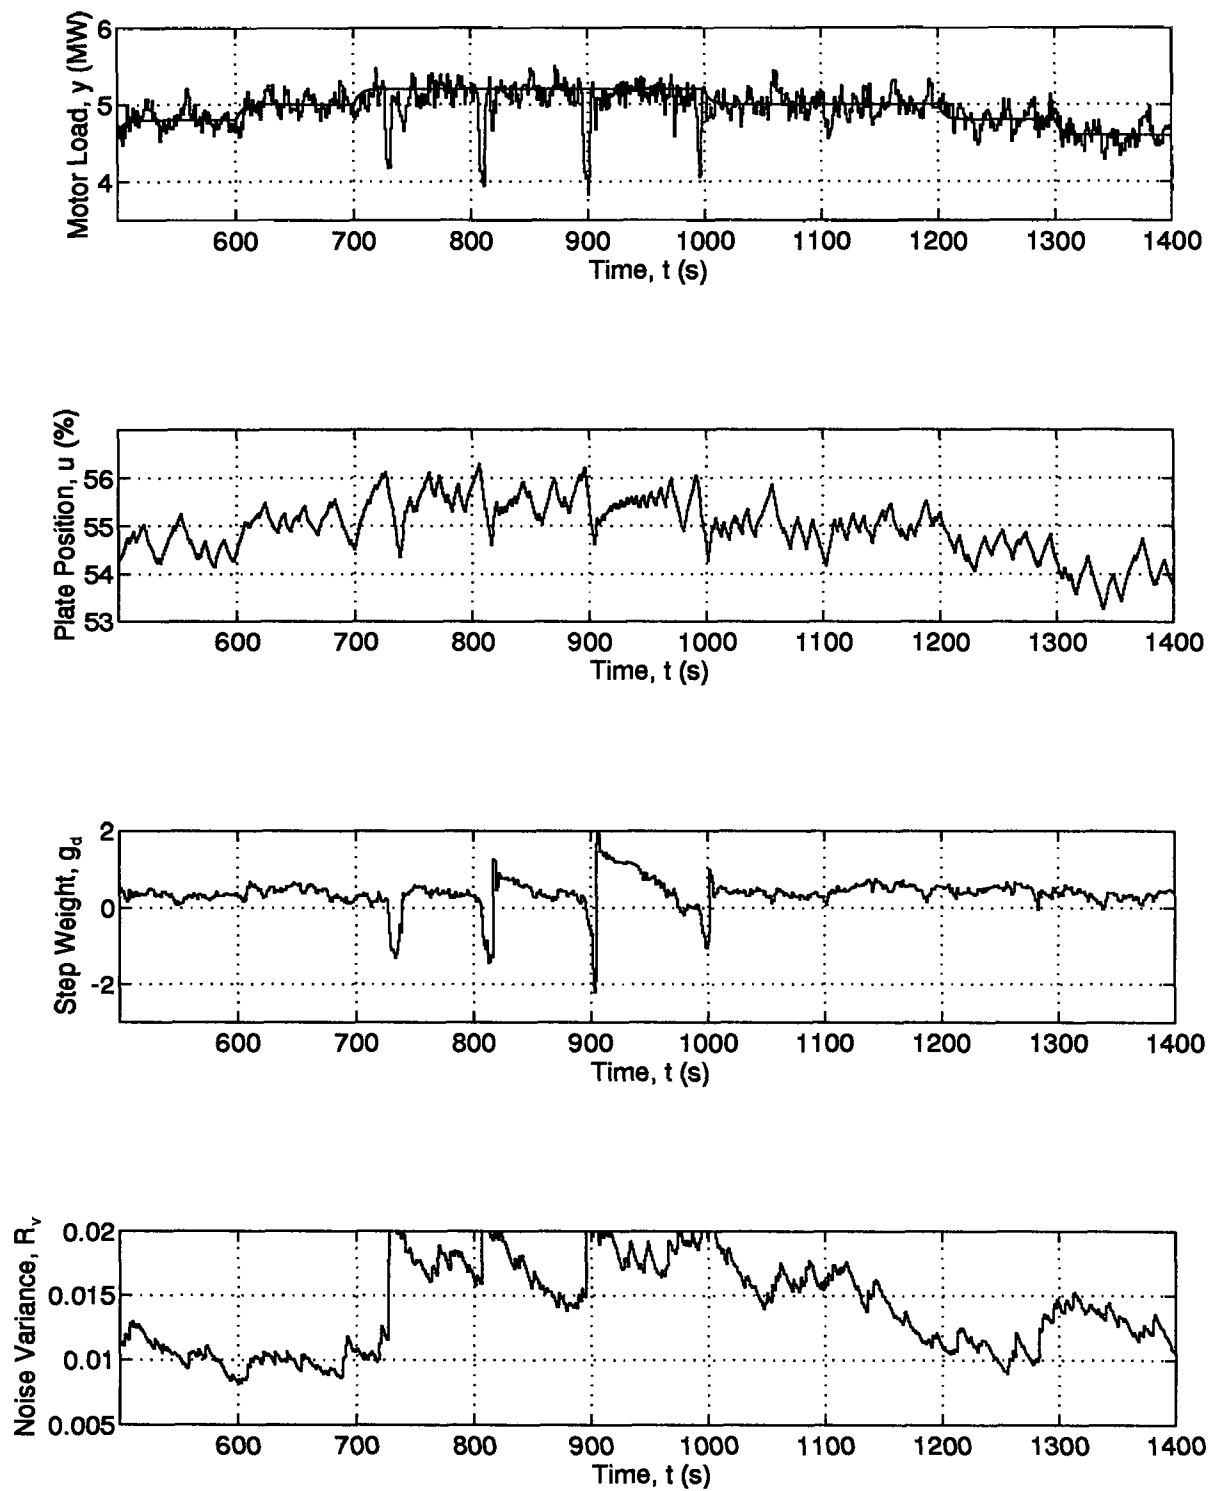 Motor Load, y (MW)
6
5
4
600 700 800 900 1000 1100 1200 1300 1400
Time, t (s)
Plate Position, u (%)
56
55
54
53
600 700 800 900 1000 1100 1200 1300 1400
Time, t (s)
Step Weight, g_d
2
0
-2
600 700 800 900 1000 1100 1200 1300 1400
Time, t (s)
Noise Variance, R_v
0.02
0.015
0.01
0.005
600 700 800 900 1000 1100 1200 1300 1400
Time, t (s)